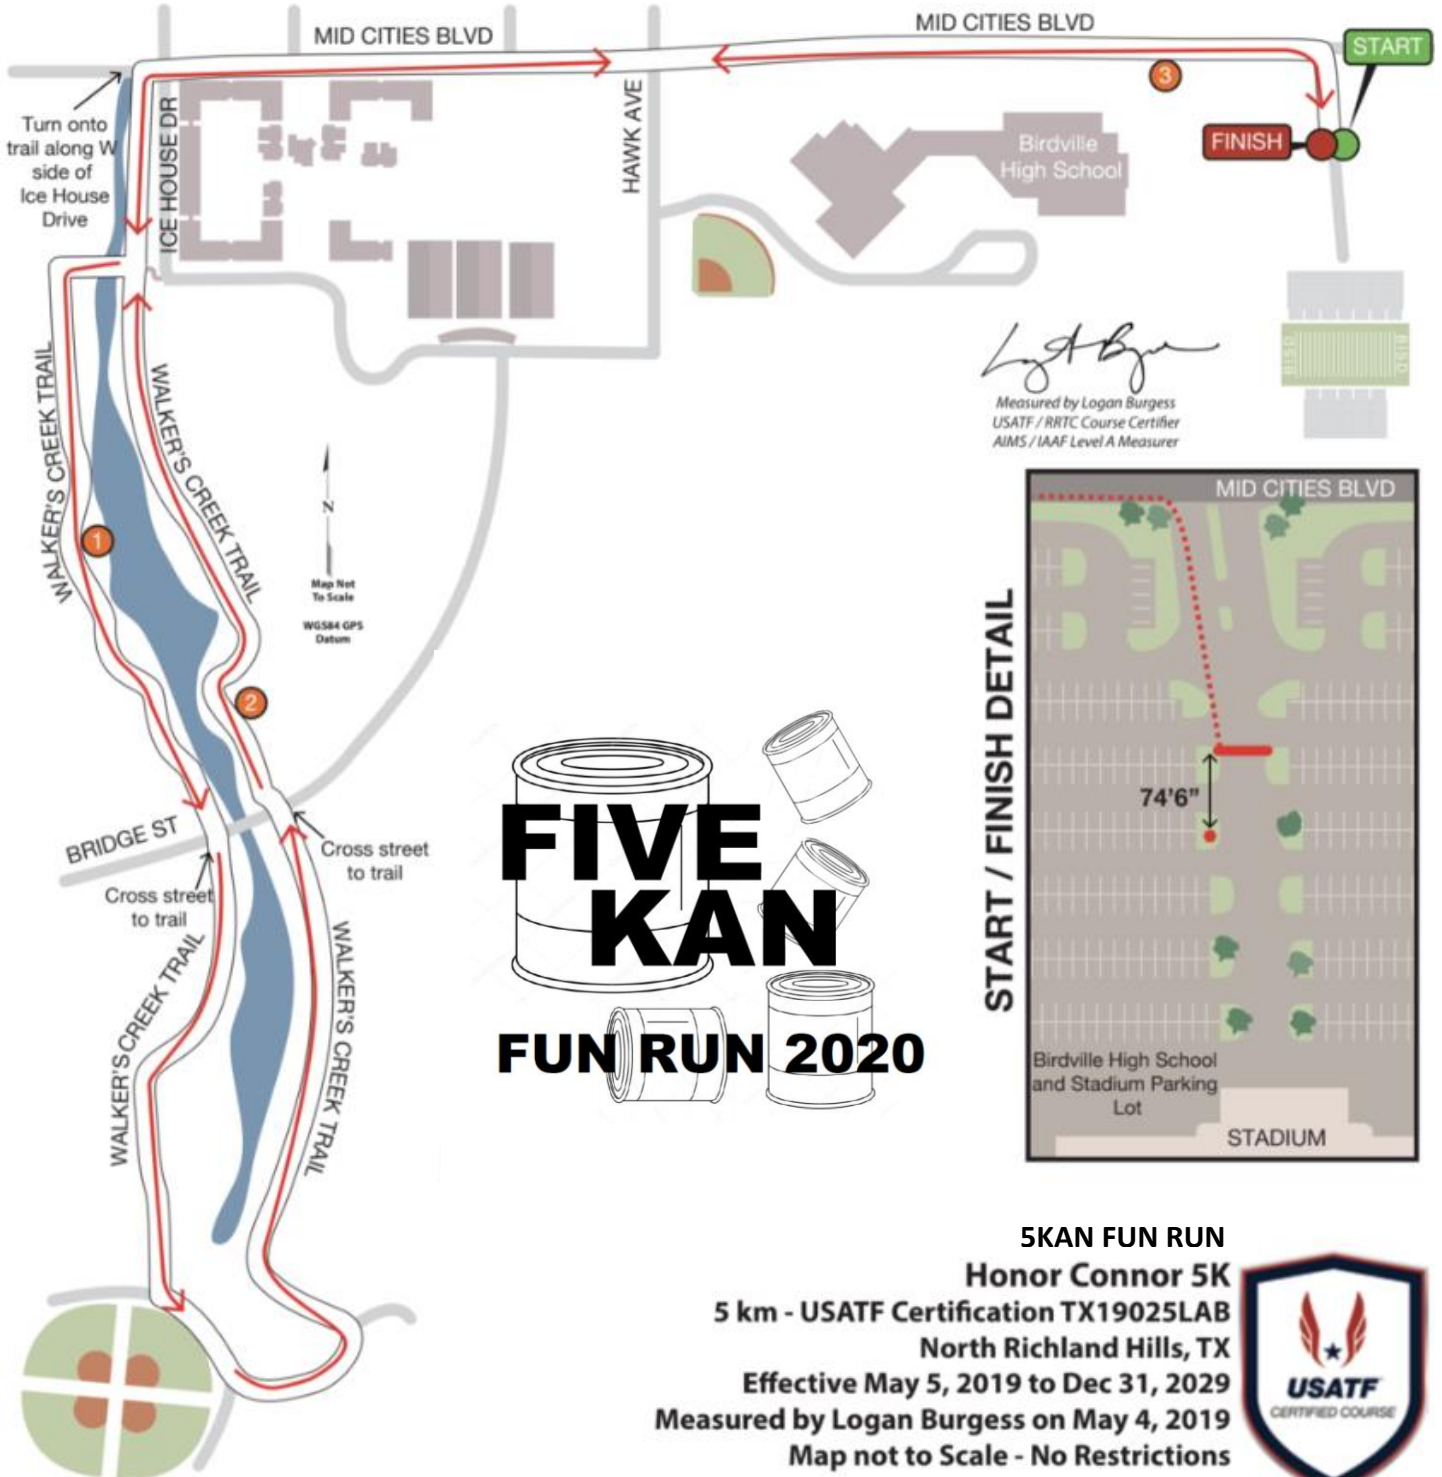 MID CITIES BLVD
MID CITIES BLVD
START
3
Turn onto
trail along W
side of
Ice House
Drive
ICE HOUSE DR
HAWK AVE
FINISH
Birdville
High School
WALKER'S CREEK TRAIL
WALKER'S CREEK TRAIL
1
2
N
Map Not
To Scale
WGS84 GPS
Datum
Measured by Logan Burgess
USATF / RRTC Course Certifier
AIMS / IAAF Level A Measurer
BISD
BISD
BRIDGE ST
Cross street
to trail
Cross street
to trail
WALKER'S CREEK TRAIL
WALKER'S CREEK TRAIL
FIVE
KAN
FUN RUN 2020
START / FINISH DETAIL
MID CITIES BLVD
74'6"
Birdville High School
and Stadium Parking
Lot
STADIUM
5KAN FUN RUN
Honor Connor 5K
5 km - USATF Certification TX19025LAB
North Richland Hills, TX
Effective May 5, 2019 to Dec 31, 2029
Measured by Logan Burgess on May 4, 2019
Map not to Scale - No Restrictions
USATF
CERTIFIED COURSE